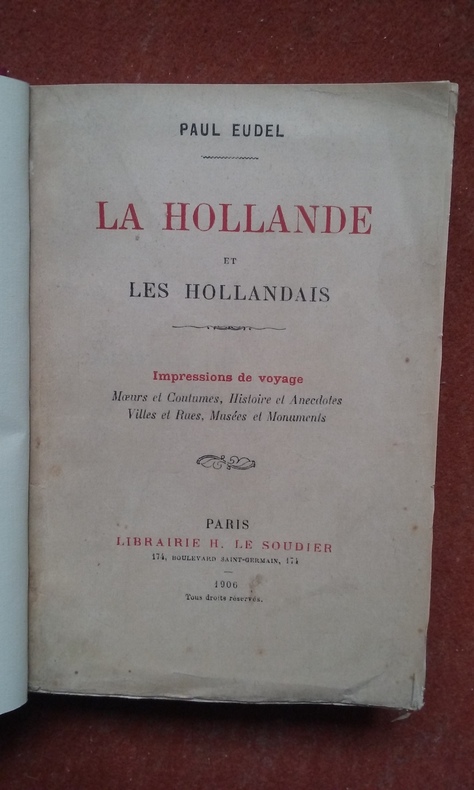 PAUL EUDEL
LA HOLLANDE
ET
LES HOLLANDAIS
Impressions de voyage
Mœurs et Coutumes, Histoire et Anecdotes
Villes et Rues, Musées et Monuments
PARIS
LIBRAIRIE H. LE SOUDIER
174, BOULEVARD SAINT-GERMAIN, 174
1906
Tous droits réservés.